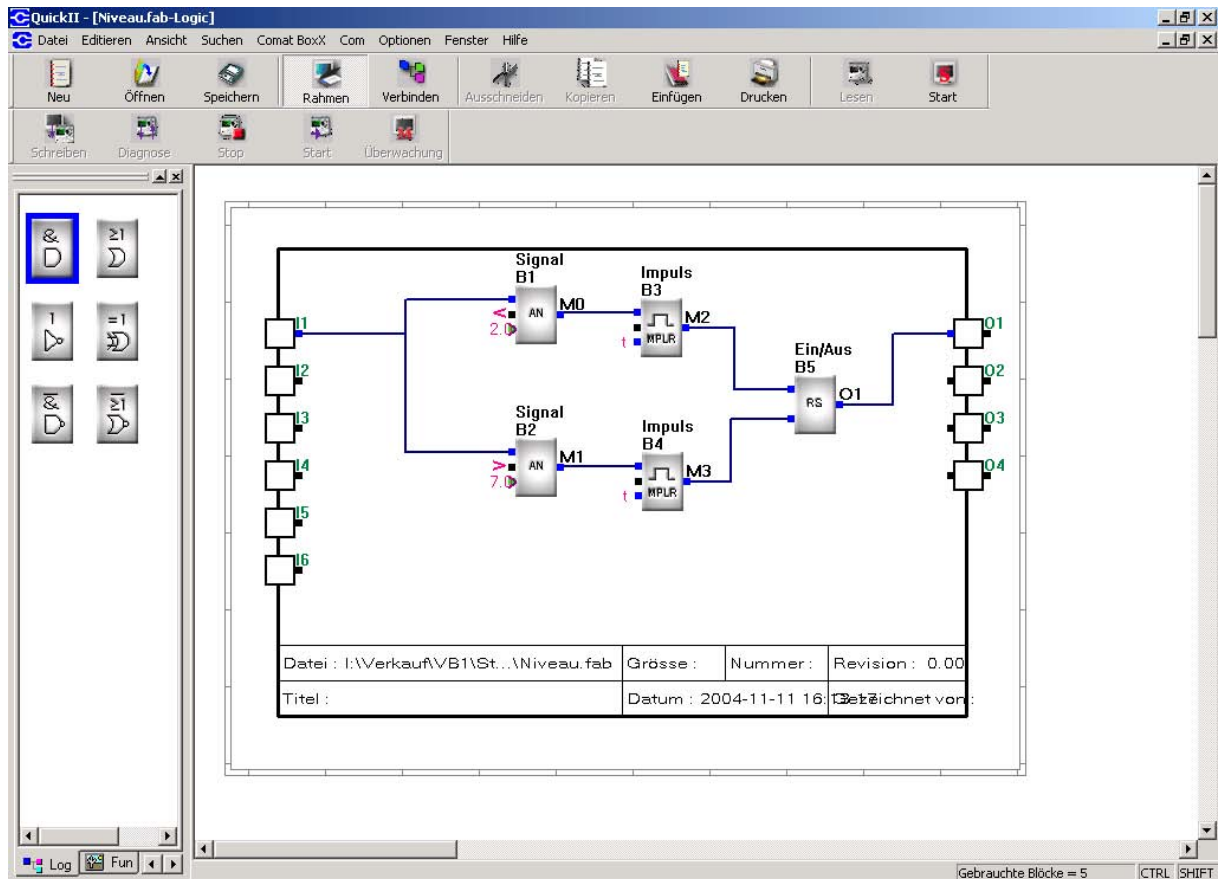 QuickII - [Niveau.fab-Logic]
Datei Editieren Ansicht Suchen Comat BoxX Com Optionen Fenster Hilfe
Neu Öffnen Speichern Rahmen Verbinden Ausschneiden Kopieren Einfügen Drucken Lesen Start
Schreiben Diagnose Stop Start Überwachung
& ≥1
1 =1
& ≥1
Signal
B1
AN
<
2.0
M0
Impuls
B3
MPLR
t
M2
I1
I2
I3
I4
I5
I6
Signal
B2
AN
>
7.0
M1
Impuls
B4
MPLR
t
M3
Ein/Aus
B5
RS
O1
O1
O2
O3
O4
Datei : I:\Verkauf\VB1\St...\Niveau.fab Grösse : Nummer : Revision : 0.00
Titel : Datum : 2004-11-11 16:13:17 Gezeichnet von :
Log Fun
Gebrauchte Blöcke = 5 CTRL SHIFT